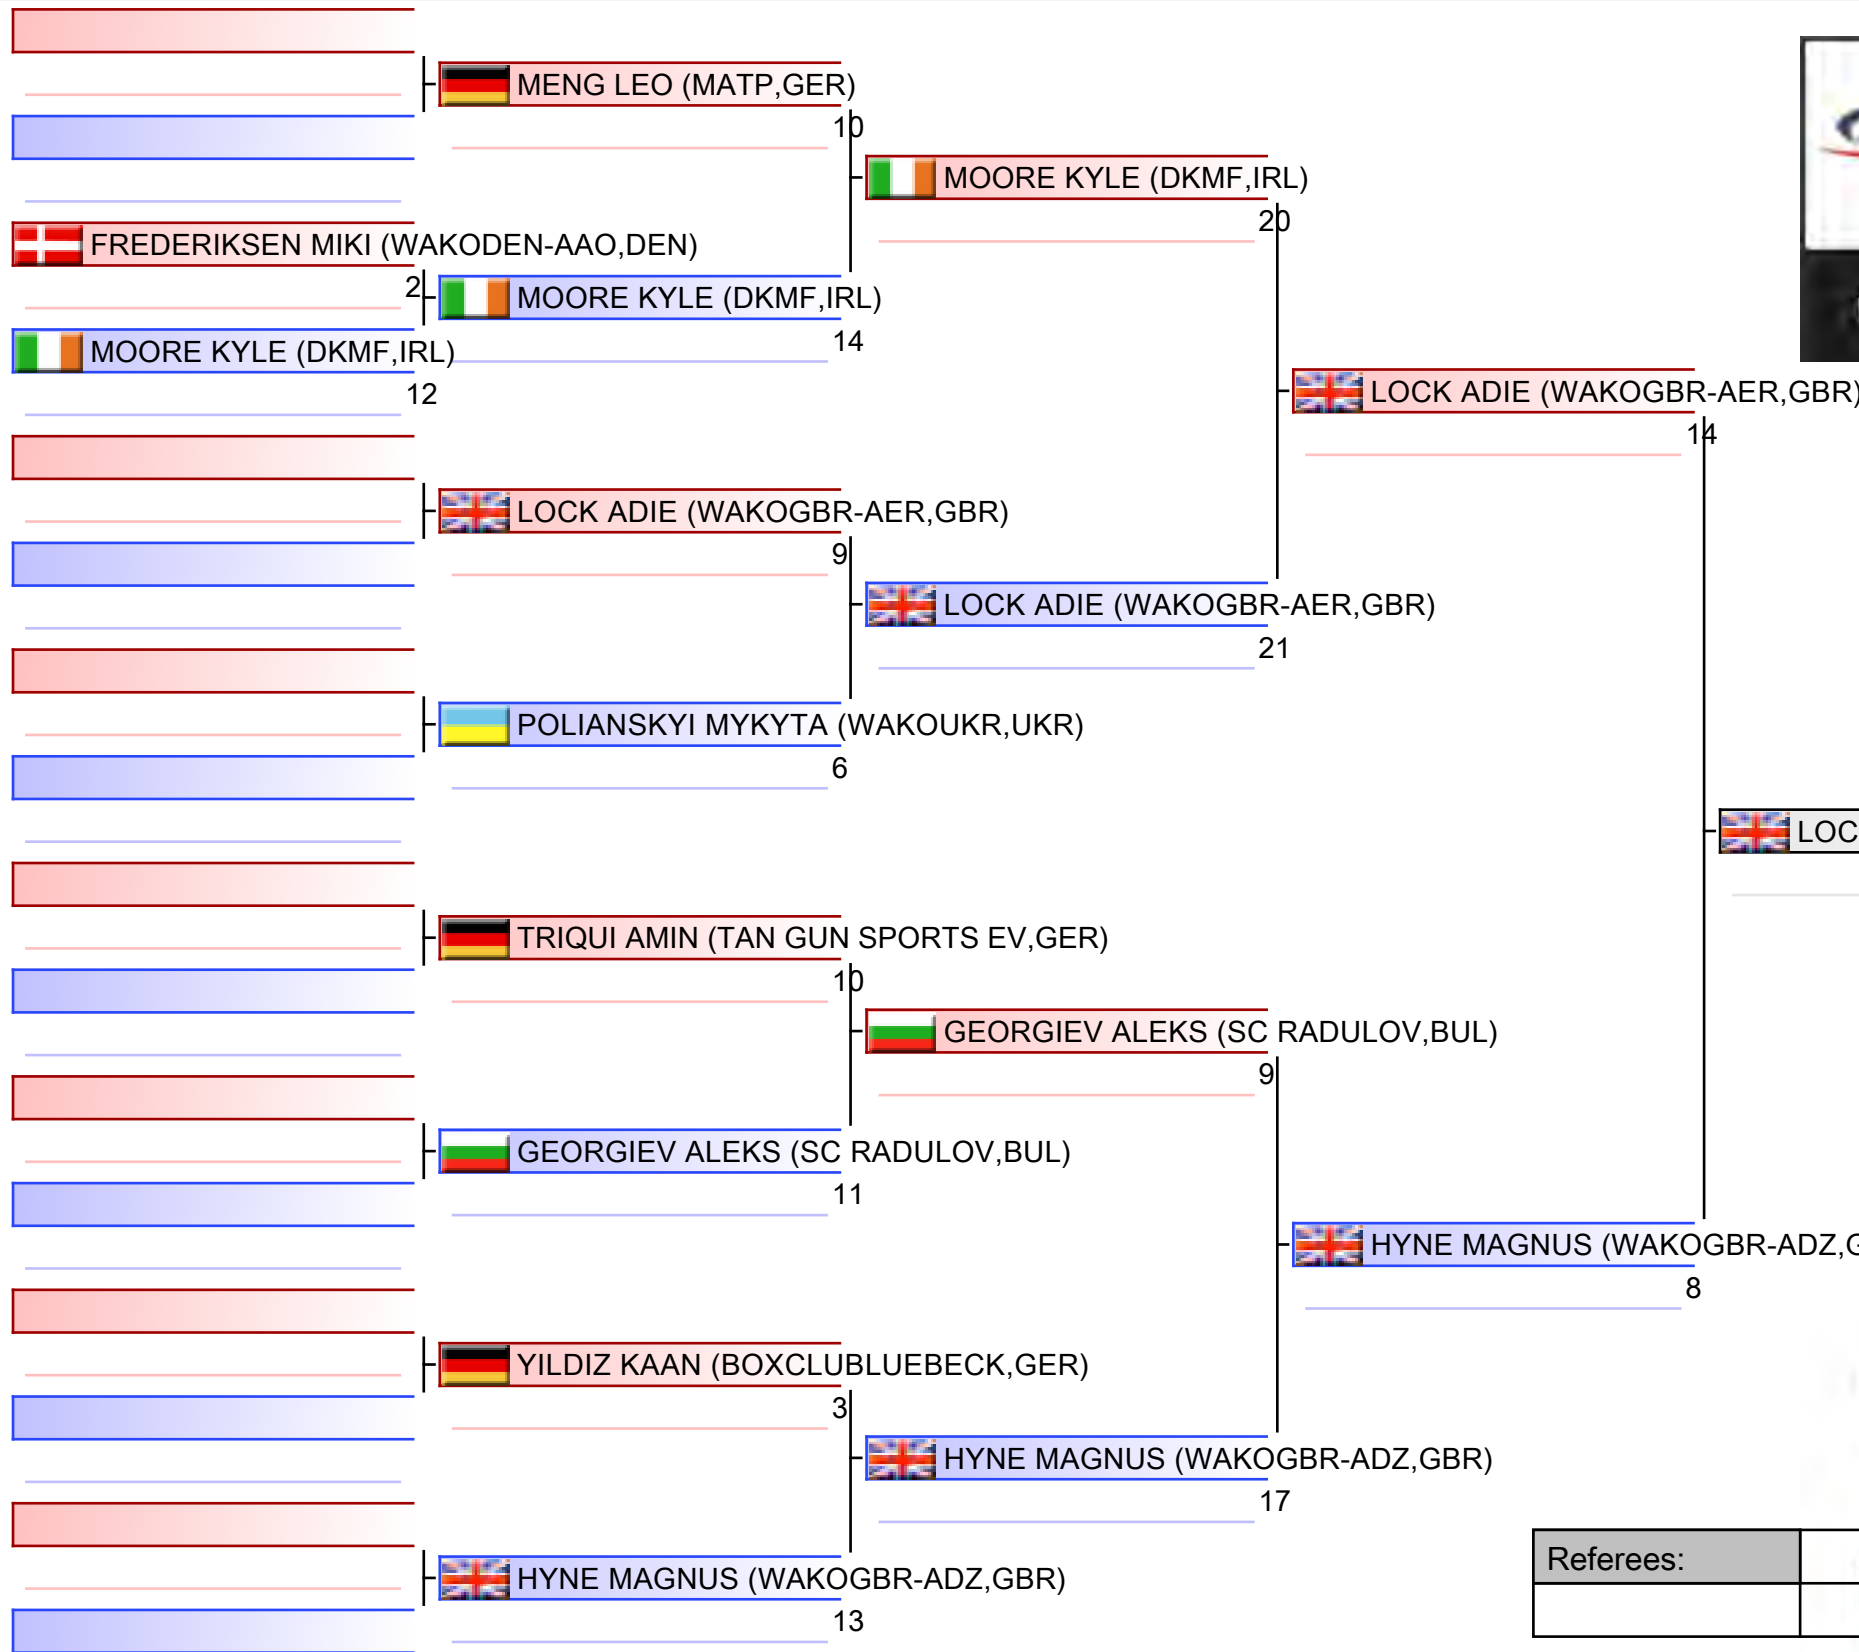 MENG LEO (MATP,GER)
10
MOORE KYLE (DKMF,IRL)
20
FREDERIKSEN MIKI (WAKODEN-AAO,DEN)
2
MOORE KYLE (DKMF,IRL)
14
MOORE KYLE (DKMF,IRL)
12
LOCK ADIE (WAKOGBR-AER,GBR)
14
LOCK ADIE (WAKOGBR-AER,GBR)
9
LOCK ADIE (WAKOGBR-AER,GBR)
21
POLIANSKYI MYKYTA (WAKOUKR,UKR)
6
LOC
TRIQUI AMIN (TAN GUN SPORTS EV,GER)
10
GEORGIEV ALEKS (SC RADULOV,BUL)
9
GEORGIEV ALEKS (SC RADULOV,BUL)
11
HYNE MAGNUS (WAKOGBR-ADZ,G
8
YILDIZ KAAN (BOXCLUBLUEBECK,GER)
3
HYNE MAGNUS (WAKOGBR-ADZ,GBR)
17
HYNE MAGNUS (WAKOGBR-ADZ,GBR)
13
Referees: